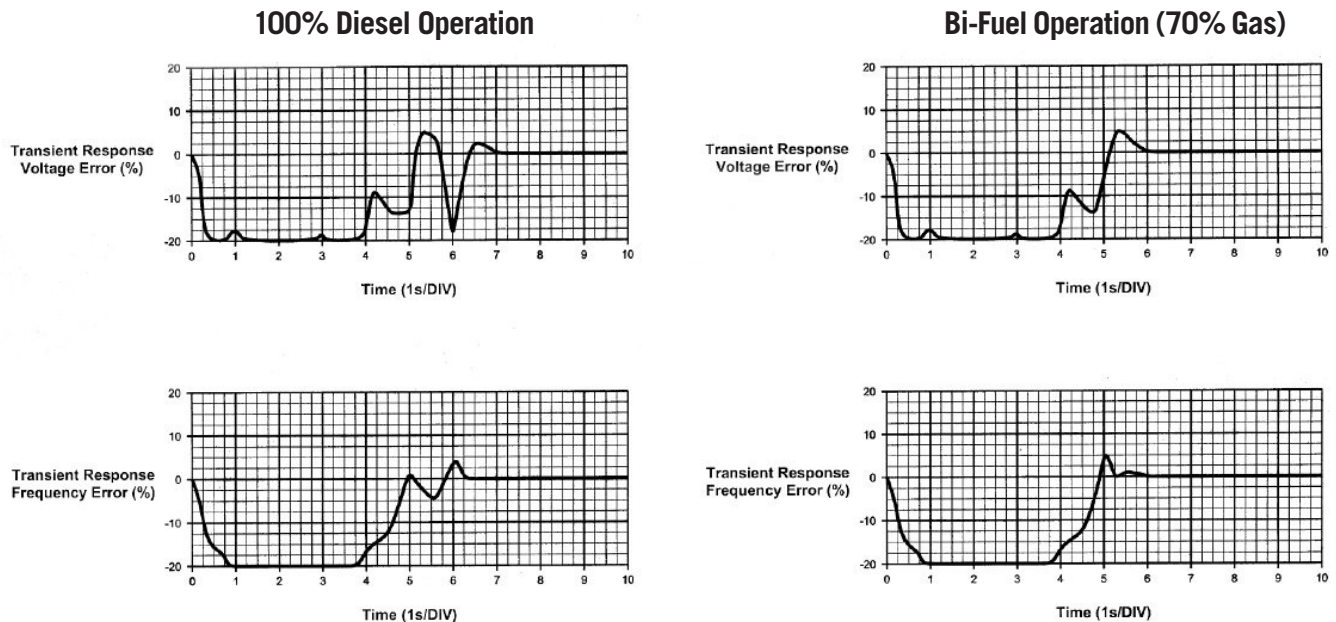 100% Diesel Operation
20
10
0
-10
-20
Transient Response
Voltage Error (%)
0 1 2 3 4 5 6 7 8 9 10
Time (1s/DIV)
20
10
0
-10
-20
Transient Response
Frequency Error (%)
0 1 2 3 4 5 6 7 8 9 10
Time (1s/DIV)
Bi-Fuel Operation (70% Gas)
20
10
0
-10
-20
Transient Response
Voltage Error (%)
0 1 2 3 4 5 6 7 8 9 10
Time (1s/DIV)
20
10
0
-10
-20
Transient Response
Frequency Error (%)
0 1 2 3 4 5 6 7 8 9 10
Time (1s/DIV)